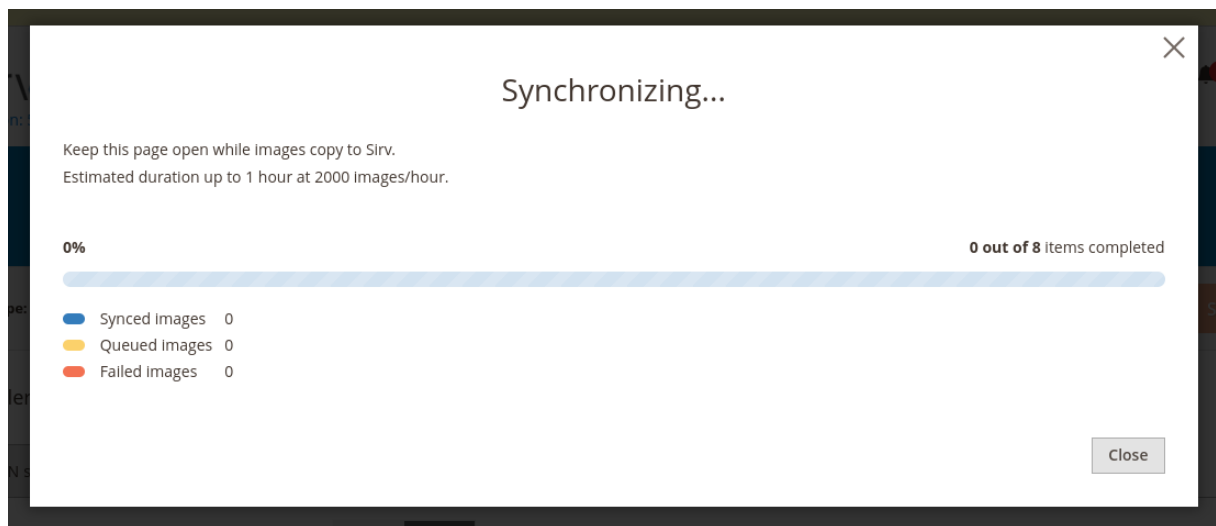 Synchronizing...
Keep this page open while images copy to Sirv.
Estimated duration up to 1 hour at 2000 images/hour.
0% 0 out of 8 items completed
Synced images 0
Queued images 0
Failed images 0
Close